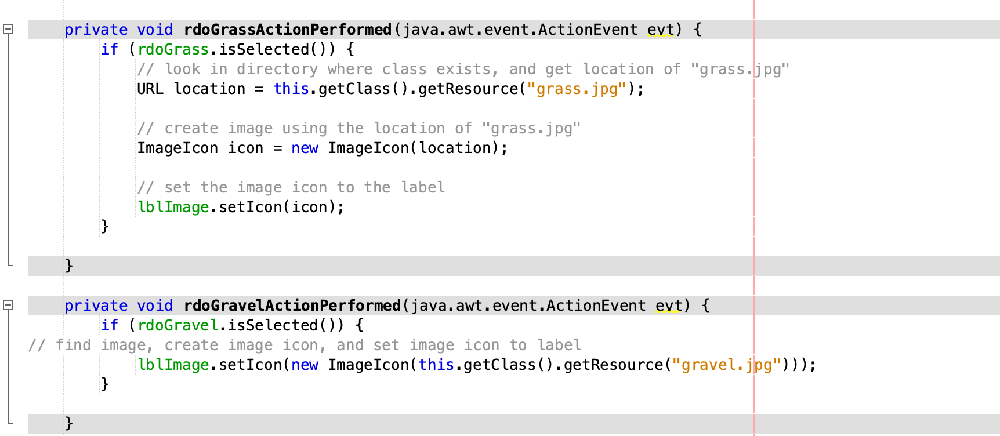 private void rdoGrassActionPerformed(java.awt.event.ActionEvent evt) {
if (rdoGrass.isSelected()) {
// look in directory where class exists, and get location of "grass.jpg"
URL location = this.getClass().getResource("grass.jpg");
// create image using the location of "grass.jpg"
ImageIcon icon = new ImageIcon(location);
// set the image icon to the label
lblImage.setIcon(icon);
}
}
private void rdoGravelActionPerformed(java.awt.event.ActionEvent evt) {
if (rdoGravel.isSelected()) {
// find image, create image icon, and set image icon to label
lblImage.setIcon(new ImageIcon(this.getClass().getResource("gravel.jpg")));
}
}